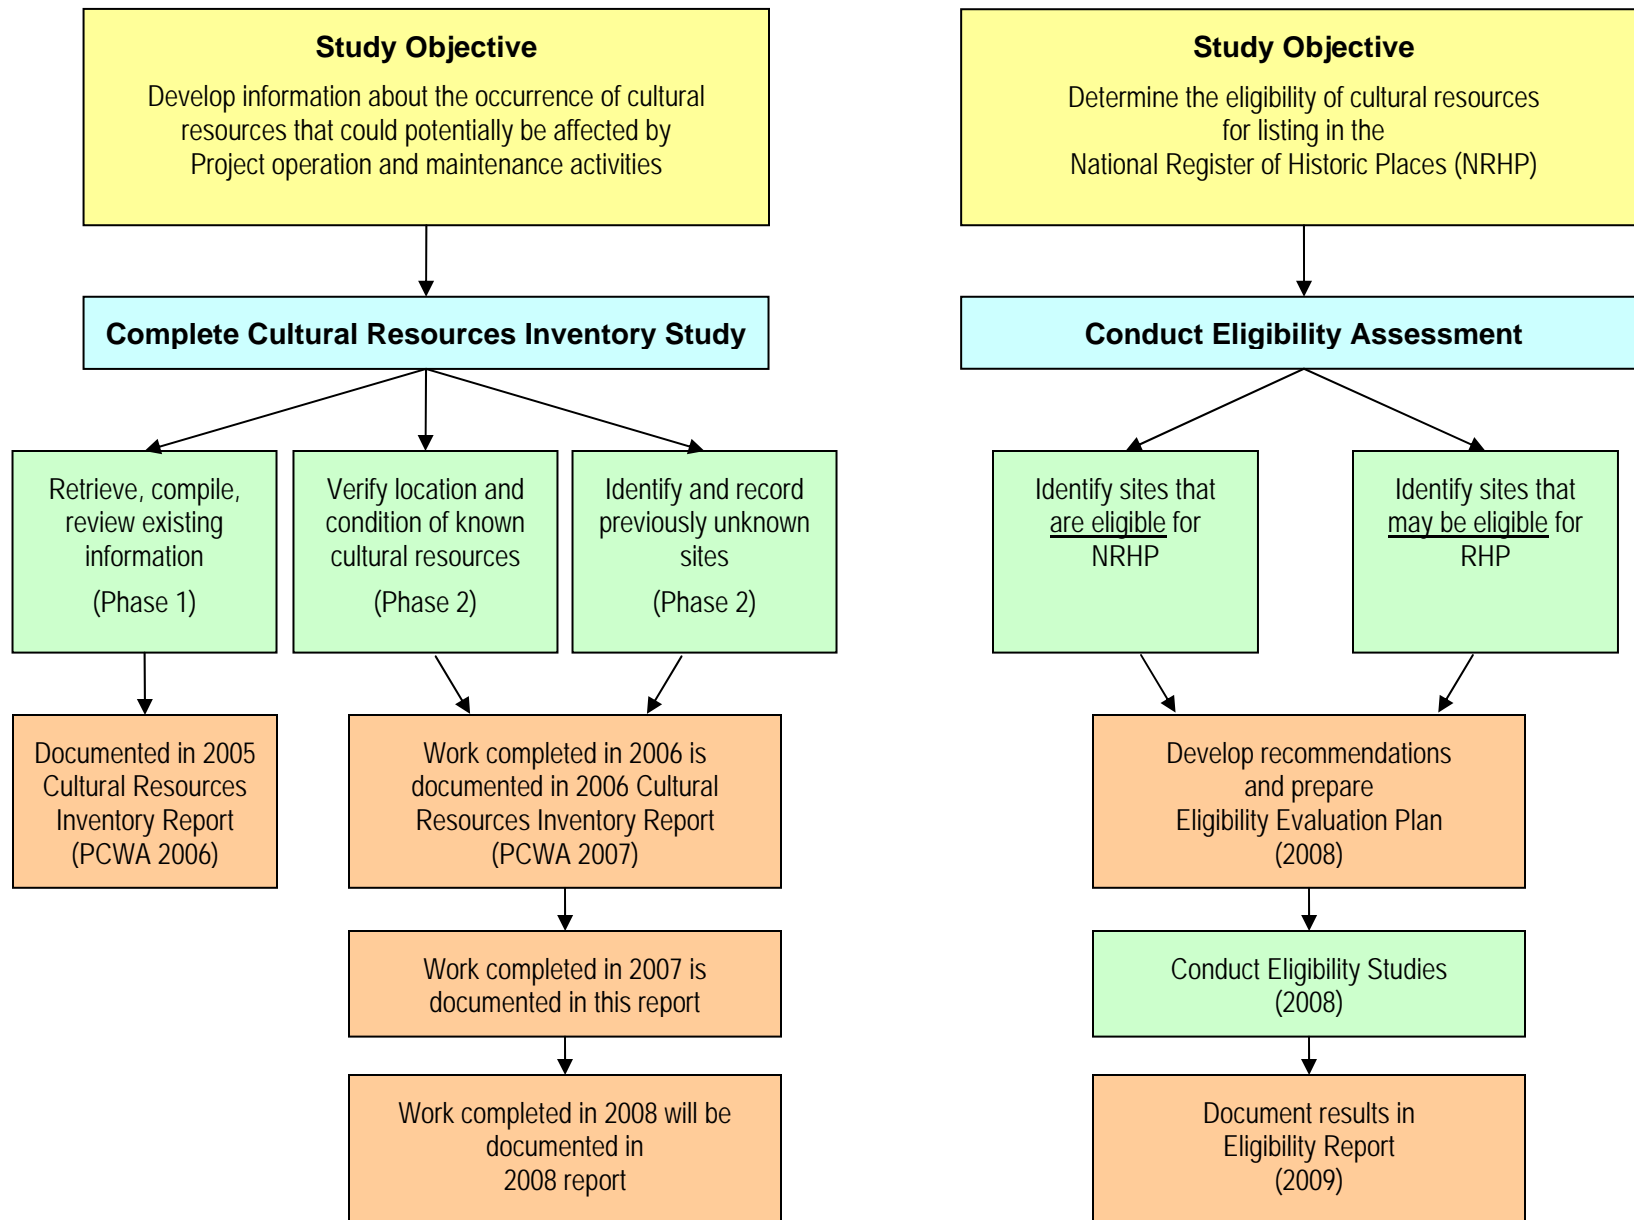 Study Objective
Develop information about the occurrence of cultural
resources that could potentially be affected by
Project operation and maintenance activities
Complete Cultural Resources Inventory Study
Retrieve, compile,
review existing
information
(Phase 1)
Verify location and
condition of known
cultural resources
(Phase 2)
Identify and record
previously unknown
sites
(Phase 2)
Documented in 2005
Cultural Resources
Inventory Report
(PCWA 2006)
Work completed in 2006 is
documented in 2006 Cultural
Resources Inventory Report
(PCWA 2007)
Work completed in 2007 is
documented in this report
Work completed in 2008 will be
documented in
2008 report
Study Objective
Determine the eligibility of cultural resources
for listing in the
National Register of Historic Places (NRHP)
Conduct Eligibility Assessment
Identify sites that
are eligible for
NRHP
Identify sites that
may be eligible for
RHP
Develop recommendations
and prepare
Eligibility Evaluation Plan
(2008)
Conduct Eligibility Studies
(2008)
Document results in
Eligibility Report
(2009)